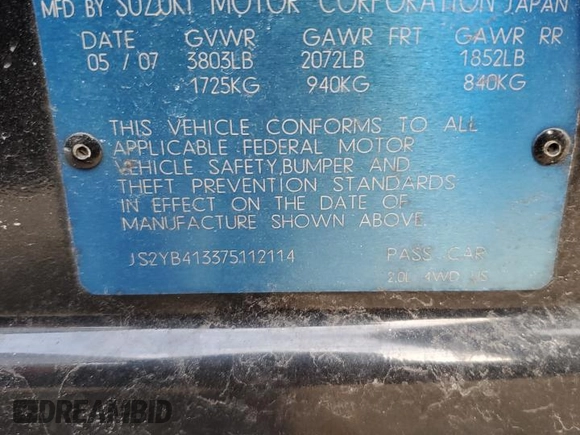 MFD BY SUZUKI MOTOR CORPORATION JAPAN
DATE GVWR GAWR FRT GAWR RR
05 / 07 3803LB 2072LB 1852LB
1725KG 940KG 840KG
THIS VEHICLE CONFORMS TO ALL
APPLICABLE FEDERAL MOTOR
VEHICLE SAFETY,BUMPER AND
THEFT PREVENTION STANDARDS
IN EFFECT ON THE DATE OF
MANUFACTURE SHOWN ABOVE.
JS2YB413375112114 PASS CAR
2.0L 4WD US
DREAMBID